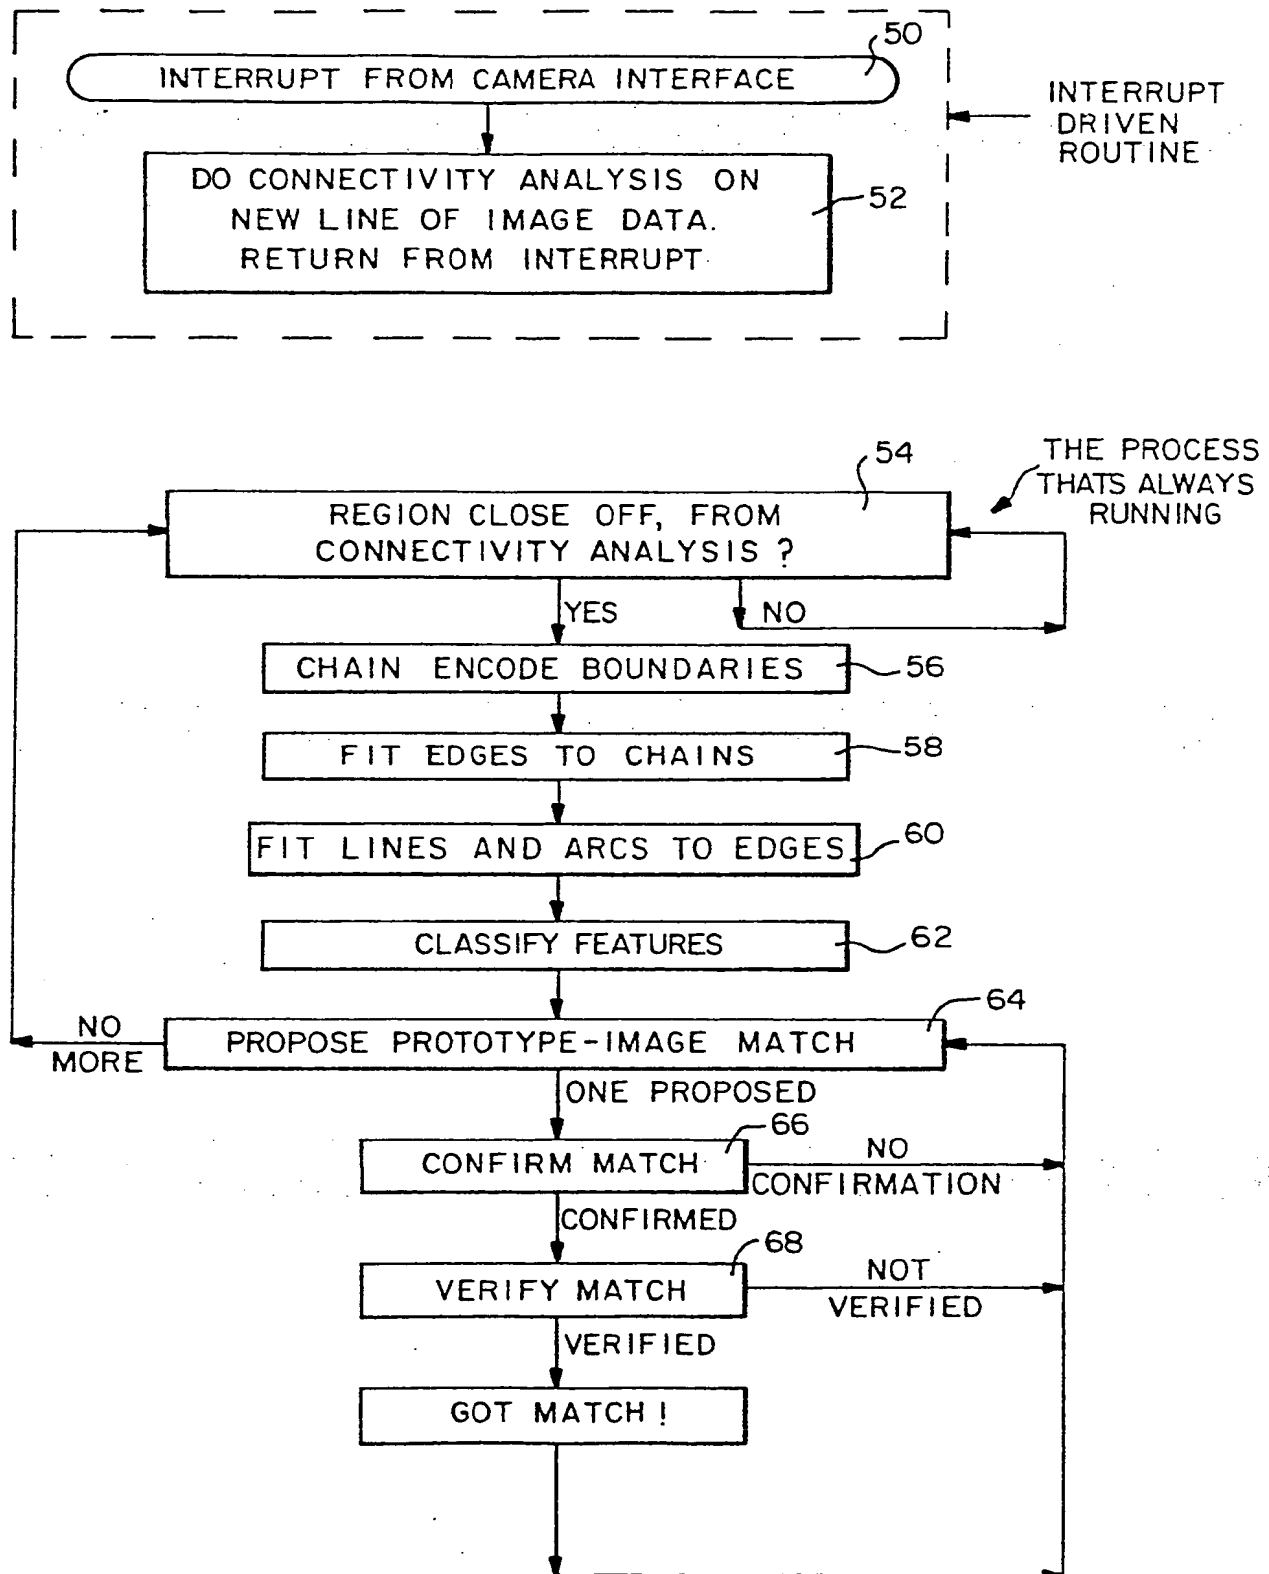 50
INTERRUPT FROM CAMERA INTERFACE
INTERRUPT
DRIVEN
ROUTINE
DO CONNECTIVITY ANALYSIS ON
NEW LINE OF IMAGE DATA.
RETURN FROM INTERRUPT
52
54
THE PROCESS
THATS ALWAYS
RUNNING
REGION CLOSE OFF, FROM
CONNECTIVITY ANALYSIS ?
YES
NO
CHAIN ENCODE BOUNDARIES
56
FIT EDGES TO CHAINS
58
FIT LINES AND ARCS TO EDGES
60
CLASSIFY FEATURES
62
64
NO
MORE
PROPOSE PROTOTYPE-IMAGE MATCH
ONE PROPOSED
66
CONFIRM MATCH
NO
CONFIRMATION
CONFIRMED
68
VERIFY MATCH
NOT
VERIFIED
VERIFIED
GOT MATCH !